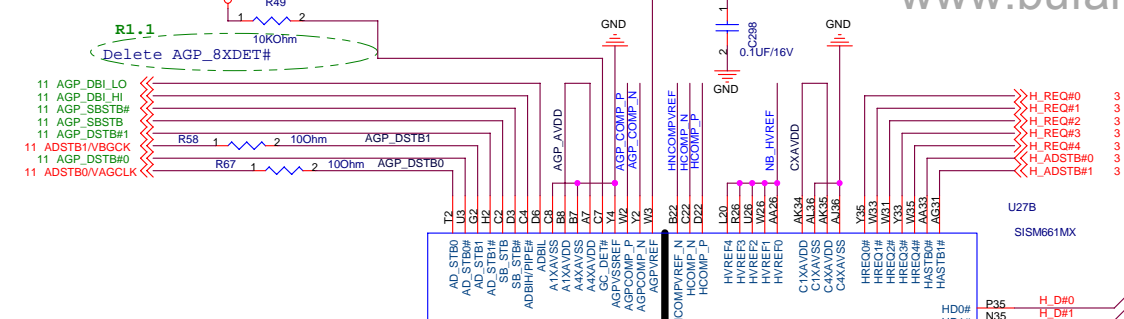 R49
www.bufan
1 2
10KOhm
R1.1
Delete AGP_8XDET#
GND
1
C298
2
0.1UF/16V
GND
GND
11 AGP_DBI_LO
11 AGP_DBI_HI
11 AGP_SBSTB#
11 AGP_SBSTB
11 AGP_DSTB#1
11 ADSTB1/VBGCK
11 AGP_DSTB#0
11 ADSTB0/VAGCLK
R58 1 2 10Ohm AGP_DSTB1
R67 1 2 10Ohm AGP_DSTB0
AGP_AVDD
AGP_COMP_P
AGP_COMP_N
HNCOMPVREF
HCOMP_N
HCOMP_P
NB_HVREF
CXAVDD
H_REQ#0 3
H_REQ#1 3
H_REQ#2 3
H_REQ#3 3
H_REQ#4 3
H_ADSTB#0 3
H_ADSTB#1 3
U27B
SISM661MX
T2
U3
G2
H2
C2
D3
C4
D6
C8
B8
B7
A7
C7
Y4
W2
Y2
W3
B22
C22
D22
L20
R26
U26
W26
AA26
AK34
AL36
AK35
AJ36
Y35
W33
W31
Y33
W35
AA33
AG31
AD_STB0
AD_STB0#
AD_STB1
AD_STB1#
SB_STB
SB_STB#
ADBIH/PIPE#
ADBIL
A1XAVSS
A1XAVDD
A4XAVSS
A4XAVDD
GC_DET#
AGPVSSREF
AGPCOMP_P
AGPCOMP_N
AGPVREF
COMPVREF_N
HCOMP_N
HCOMP_P
HVREF4
HVREF3
HVREF2
HVREF1
HVREF0
C1XAVDD
C1XAVSS
C4XAVDD
C4XAVSS
HREQ0#
HREQ1#
HREQ2#
HREQ3#
HREQ4#
HASTB0#
HASTB1#
HD0# P35 H_D#0
N35 H_D#1